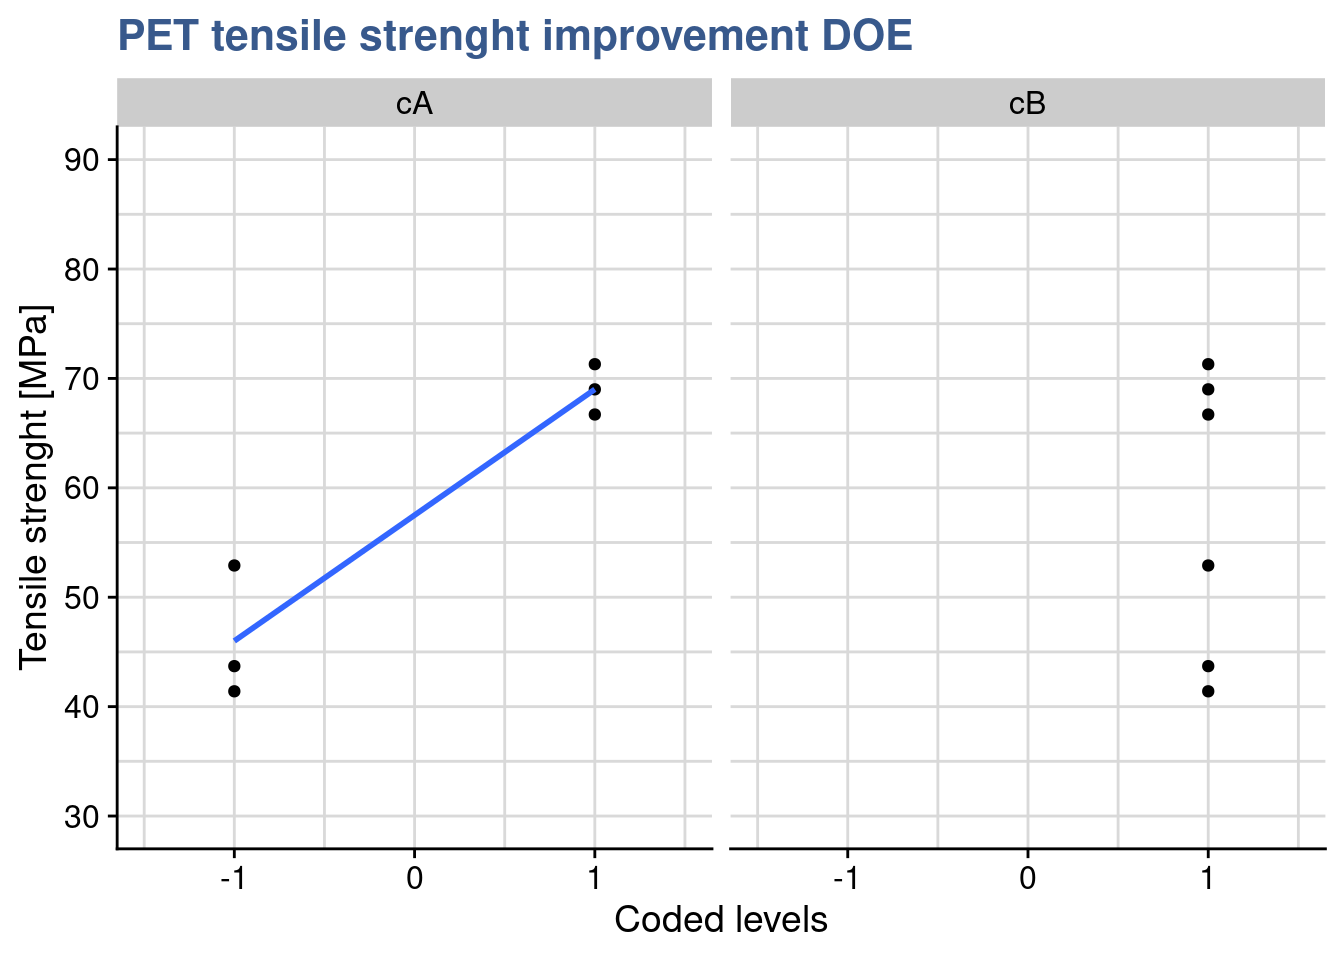 PET tensile strenght improvement DOE
cA
cB
90
80
70
60
50
40
30
Tensile strenght [MPa]
-1 0 1
-1 0 1
Coded levels